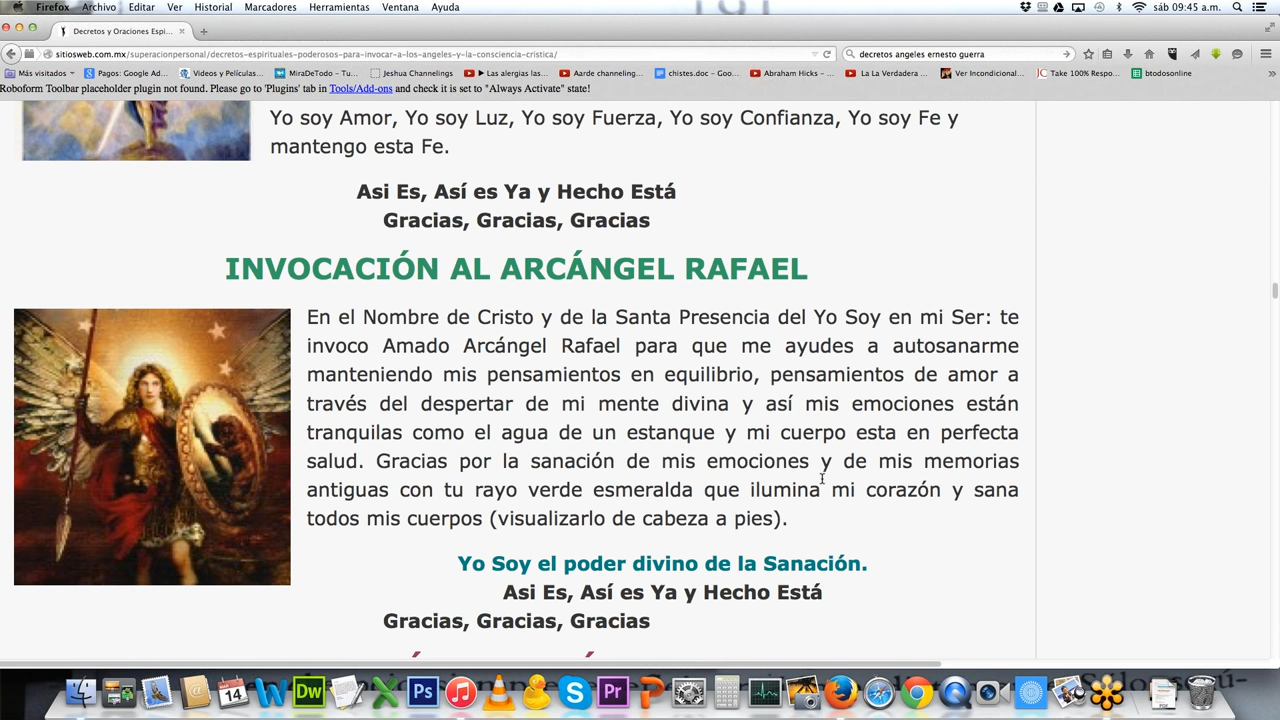 Firefox Archivo Editar Ver Historial Marcadores Herramientas Ventana Ayuda sáb 09:45 a.m.
Decretos y Oraciones Espi...
sitiosweb.com.mx/superacionpersonal/decretos-espirituales-poderosos-para-invocar-a-los-angeles-y-la-consciencia-cristica/ decretos angeles ernesto guerra
Más visitados Pagos: Google Ad... Videos y Películas... MiraDeTodo - Tu... Jeshua Channelings Las alergias las... Aarde channeling... chistes.doc - Goo... Abraham Hicks La La Verdadera ... Ver Incondicional... Take 100% Respo... btodosonline
Roboform Toolbar placeholder plugin not found. Please go to 'Plugins' tab in Tools/Add-ons and check it is set to "Always Activate" state!
Yo soy Amor, Yo soy Luz, Yo soy Fuerza, Yo soy Confianza, Yo soy Fe y
mantengo esta Fe.
Asi Es, Así es Ya y Hecho Está
Gracias, Gracias, Gracias
INVOCACIÓN AL ARCÁNGEL RAFAEL
En el Nombre de Cristo y de la Santa Presencia del Yo Soy en mi Ser: te
invoco Amado Arcángel Rafael para que me ayudes a autosanarme
manteniendo mis pensamientos en equilibrio, pensamientos de amor a
través del despertar de mi mente divina y así mis emociones están
tranquilas como el agua de un estanque y mi cuerpo esta en perfecta
salud. Gracias por la sanación de mis emociones y de mis memorias
antiguas con tu rayo verde esmeralda que ilumina mi corazón y sana
todos mis cuerpos (visualizarlo de cabeza a pies).
Yo Soy el poder divino de la Sanación.
Asi Es, Así es Ya y Hecho Está
Gracias, Gracias, Gracias
MAR 14 Dw Ps Pr PDF